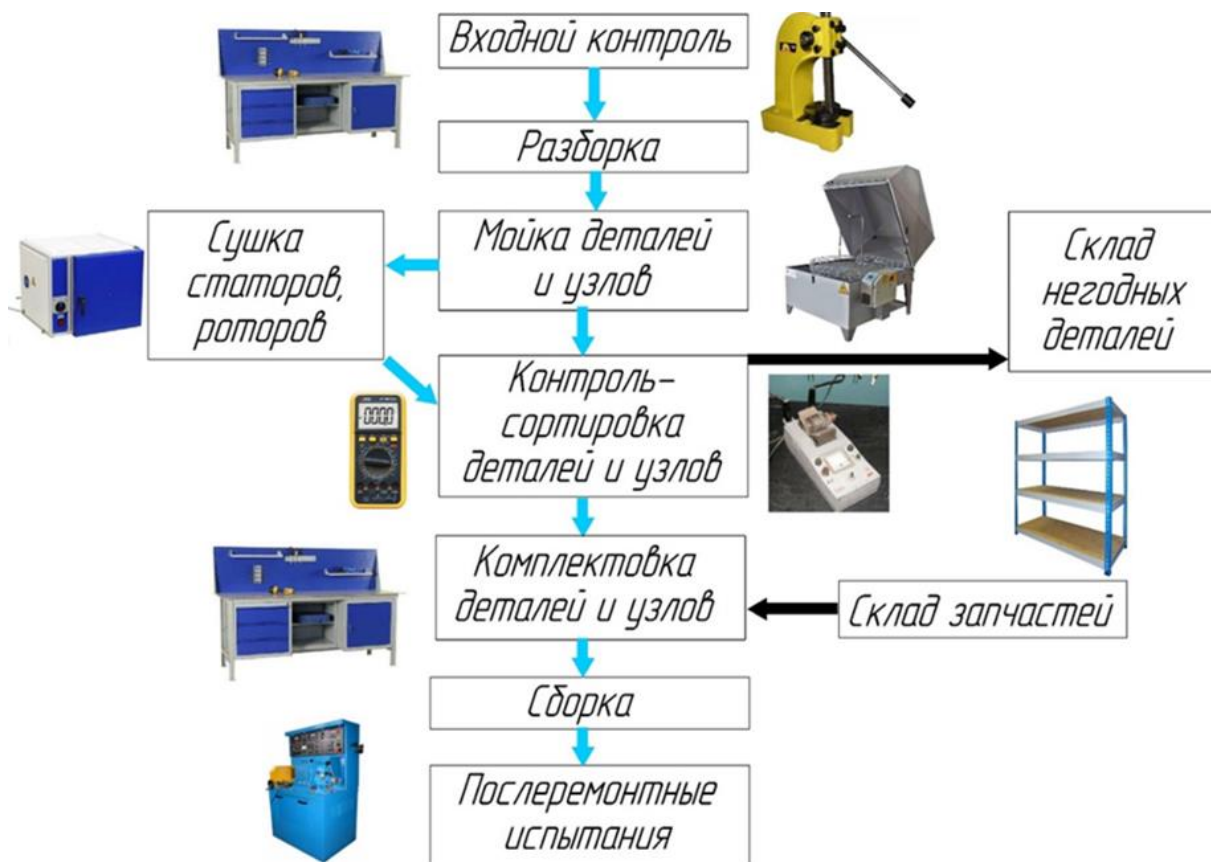 Входной контроль
Разборка
Мойка деталей
и узлов
Сушка
статоров,
роторов
Склад
негодных
деталей
Контроль-
сортировка
деталей и узлов
Комплектовка
деталей и узлов
Склад запчастей
Сборка
Послеремонтные
испытания